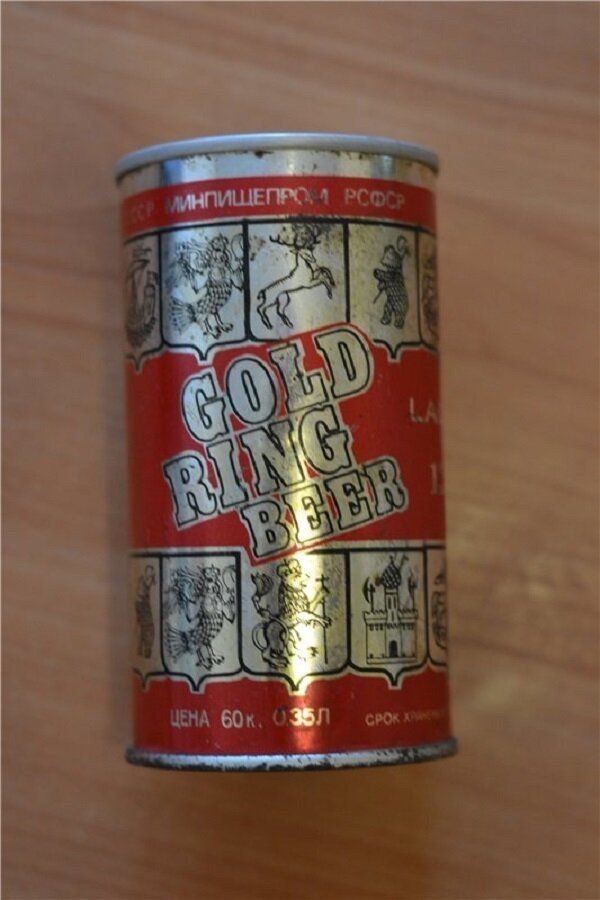 МИНПИЩЕПРОМ РСФСР
GOLD
RING
BEER
ЦЕНА 60к. 0,35Л
СРОК